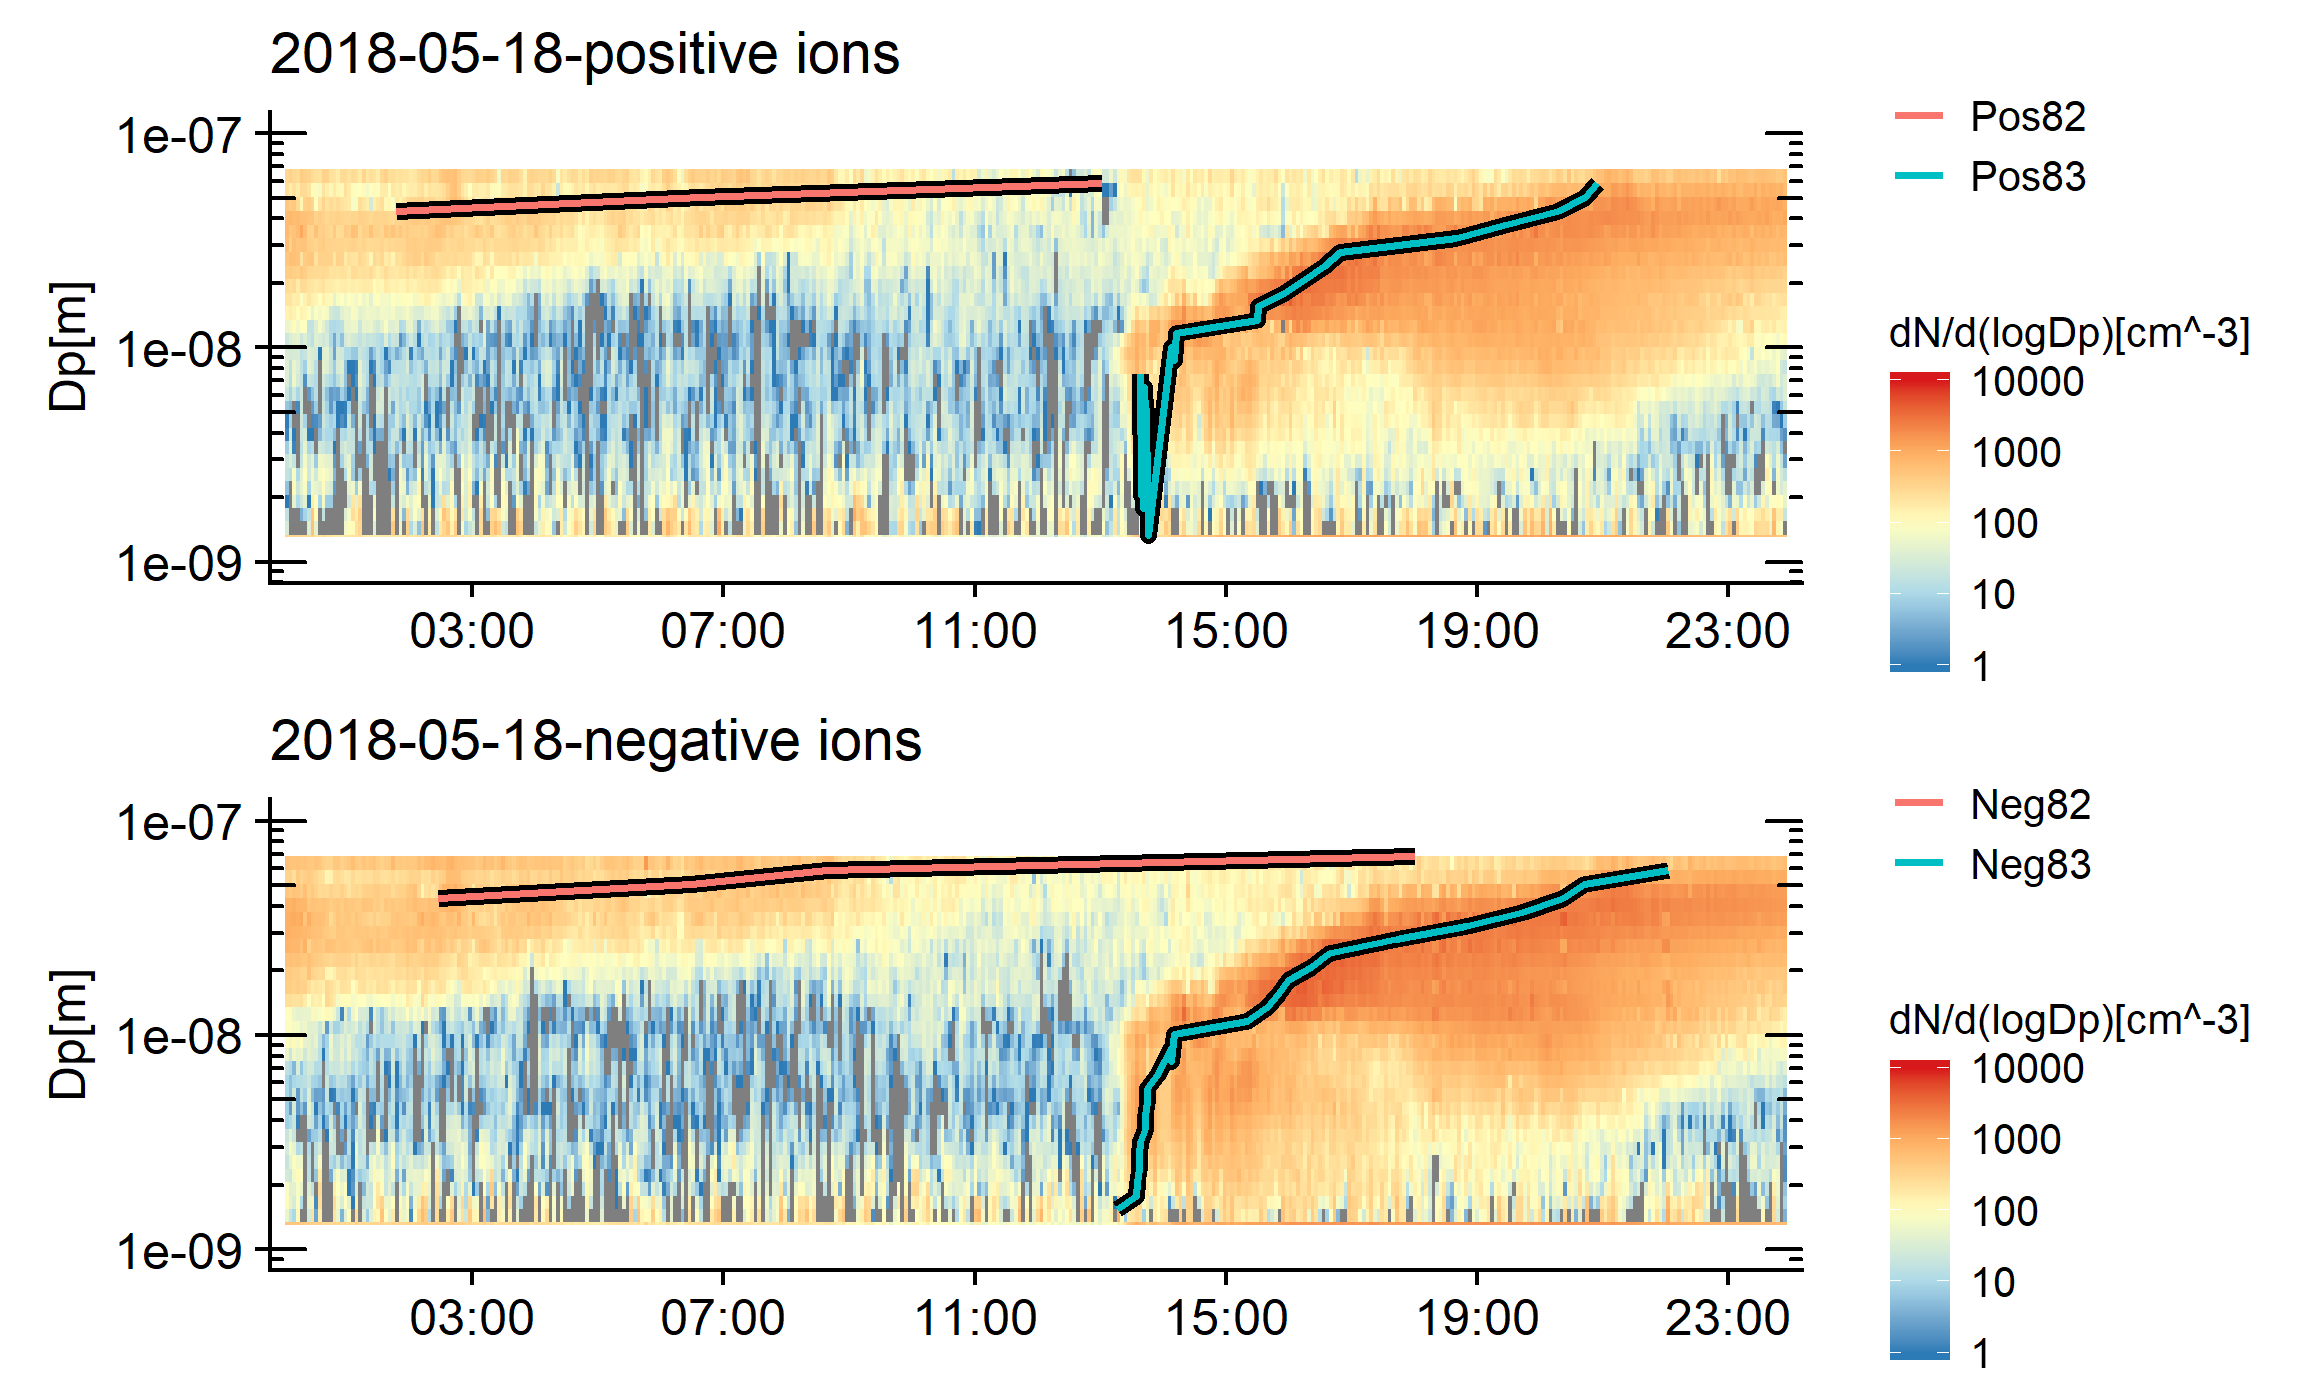 2018-05-18-positive ions
Pos82
Pos83
1e-07
1e-08
1e-09
Dp[m]
dN/d(logDp)[cm^-3]
10000
1000
100
10
1
03:00 07:00 11:00 15:00 19:00 23:00
2018-05-18-negative ions
Neg82
Neg83
1e-07
1e-08
1e-09
Dp[m]
dN/d(logDp)[cm^-3]
10000
1000
100
10
1
03:00 07:00 11:00 15:00 19:00 23:00